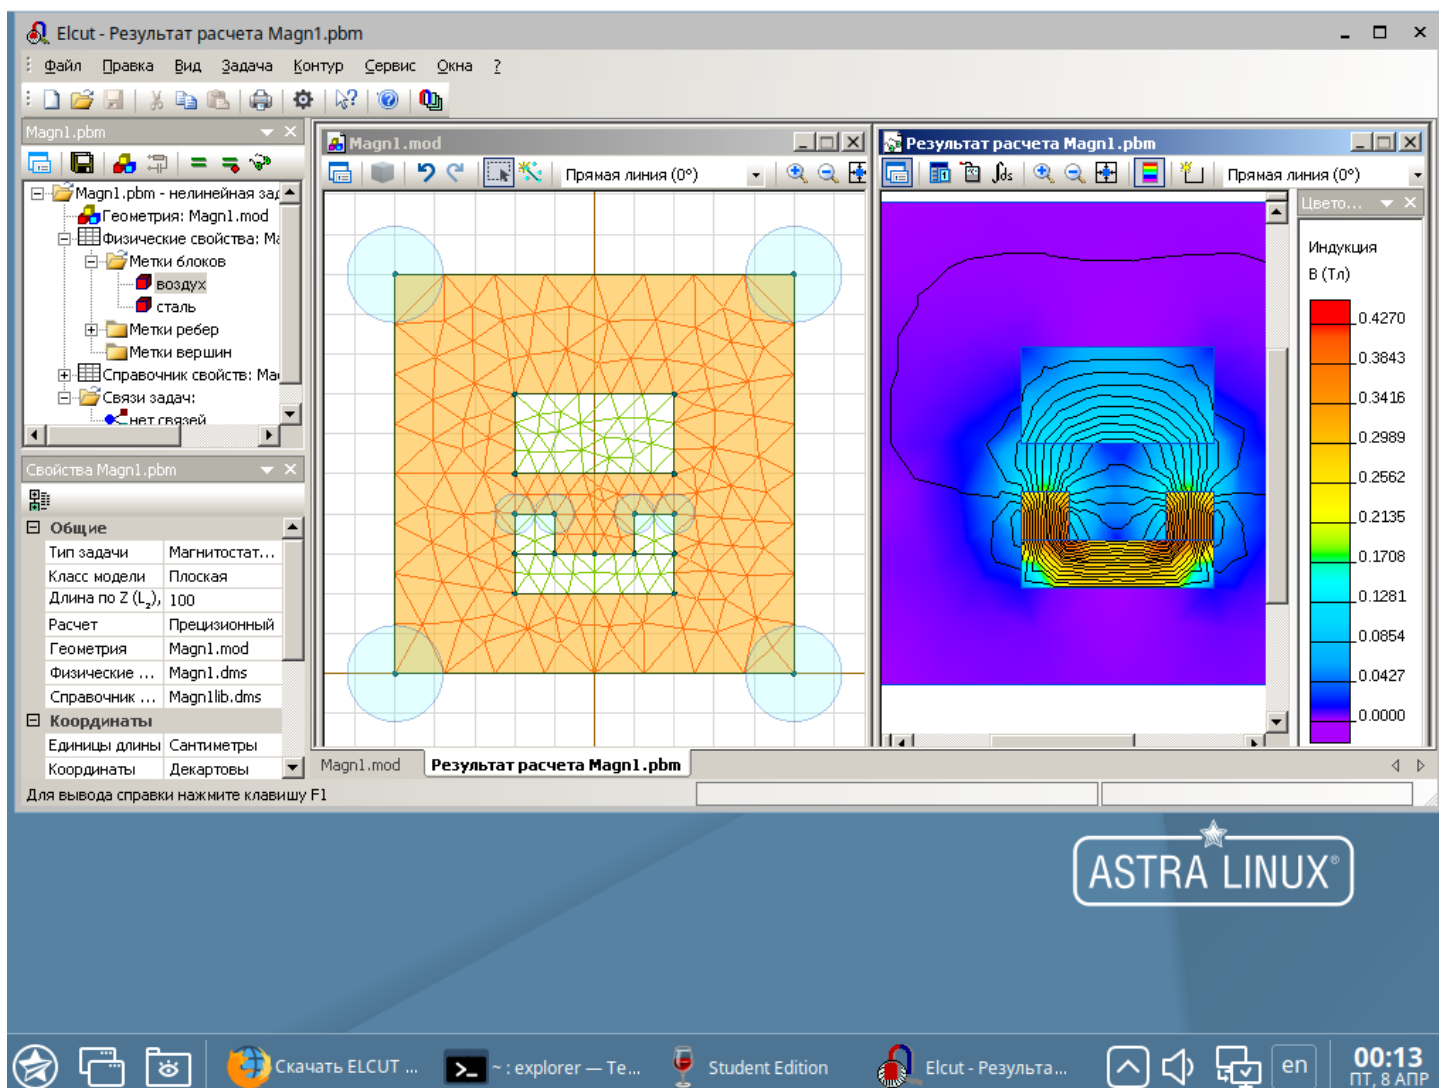 Elcut - Результат расчета Magn1.pbm
Файл Правка Вид Задача Контур Сервис Окна ?
Magn1.pbm
Magn1.pbm - нелинейная зад
Геометрия: Magn1.mod
Физические свойства: Ма
Метки блоков
воздух
сталь
Метки ребер
Метки вершин
Справочник свойств: Маг
Связи задач:
нет связей
Свойства Magn1.pbm
Общие
Тип задачи Магнитостат...
Класс модели Плоская
Длина по Z (Lz), 100
Расчет Прецизионный
Геометрия Magn1.mod
Физические ... Magn1.dms
Справочник ... Magn1lib.dms
Координаты
Единицы длины Сантиметры
Координаты Декартовы
Magn1.mod
Прямая линия (0°)
Результат расчета Magn1.pbm
Прямая линия (0°)
Цвето...
Индукция
B (Тл)
0.4270
0.3843
0.3416
0.2989
0.2562
0.2135
0.1708
0.1281
0.0854
0.0427
0.0000
Magn1.mod Результат расчета Magn1.pbm
Для вывода справки нажмите клавишу F1
ASTRA LINUX®
Скачать ELCUT ...
~ : explorer — Те...
Student Edition
Elcut - Результа...
en
00:13
ПТ, 8 АПР